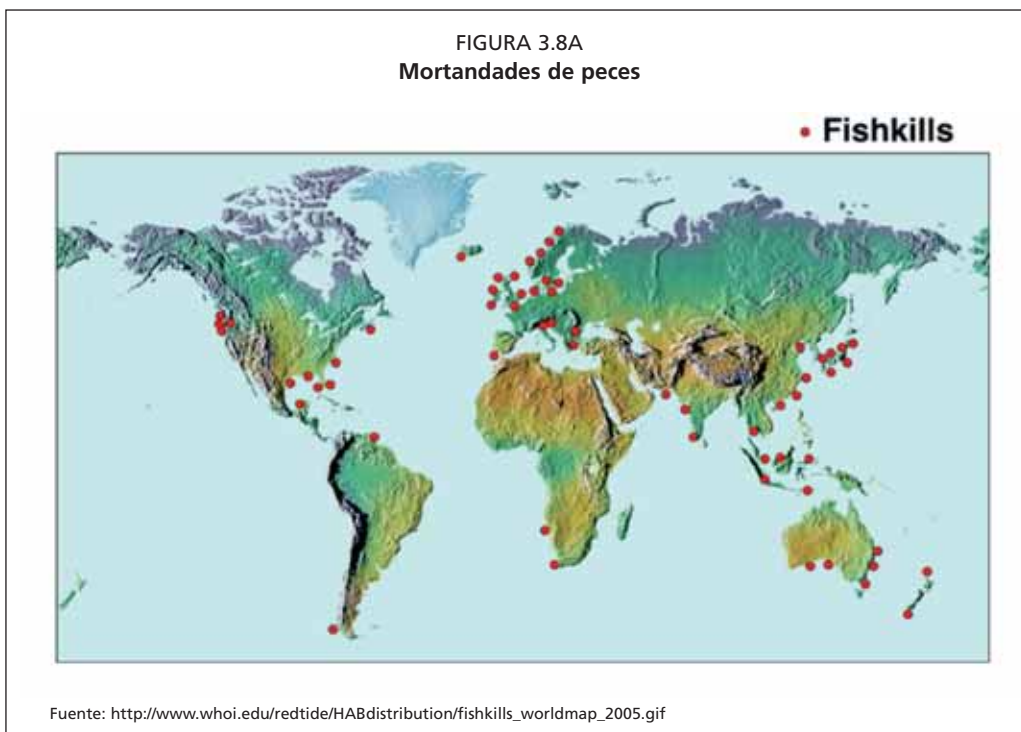 FIGURA 3.8A
Mortandades de peces
Fishkills
Fuente: http://www.whoi.edu/redtide/HABdistribution/fishkills_worldmap_2005.gif